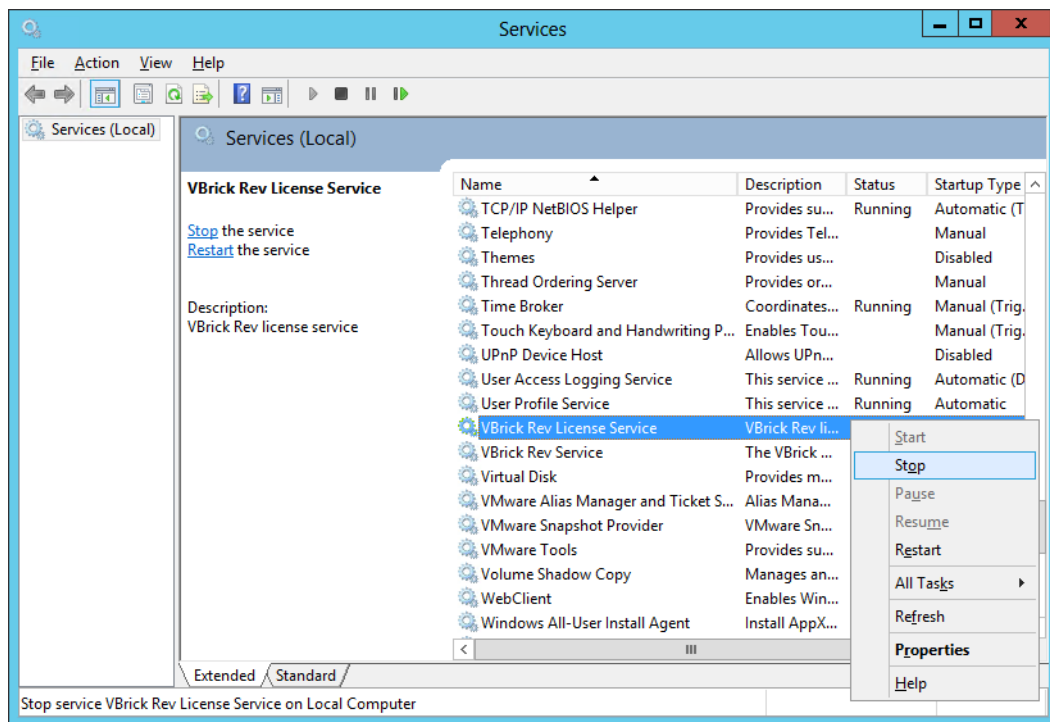 Services
File Action View Help
Services (Local)
Services (Local)
VBrick Rev License Service
Stop the service
Restart the service
Description:
VBrick Rev license service
Name Description Status Startup Type
TCP/IP NetBIOS Helper Provides su... Running Automatic (T
Telephony Provides Tel... Manual
Themes Provides us... Disabled
Thread Ordering Server Provides or... Manual
Time Broker Coordinates... Running Manual (Trig.
Touch Keyboard and Handwriting P... Enables Tou... Manual (Trig.
UPnP Device Host Allows UPn... Disabled
User Access Logging Service This service ... Running Automatic (D
User Profile Service This service ... Running Automatic
VBrick Rev License Service VBrick Rev li...
VBrick Rev Service The VBrick ...
Virtual Disk Provides m...
VMware Alias Manager and Ticket S... Alias Mana...
VMware Snapshot Provider VMware Sn...
VMware Tools Provides su...
Volume Shadow Copy Manages an...
WebClient Enables Win...
Windows All-User Install Agent Install AppX...
Start
Stop
Pause
Resume
Restart
All Tasks
Refresh
Properties
Help
Extended Standard
Stop service VBrick Rev License Service on Local Computer